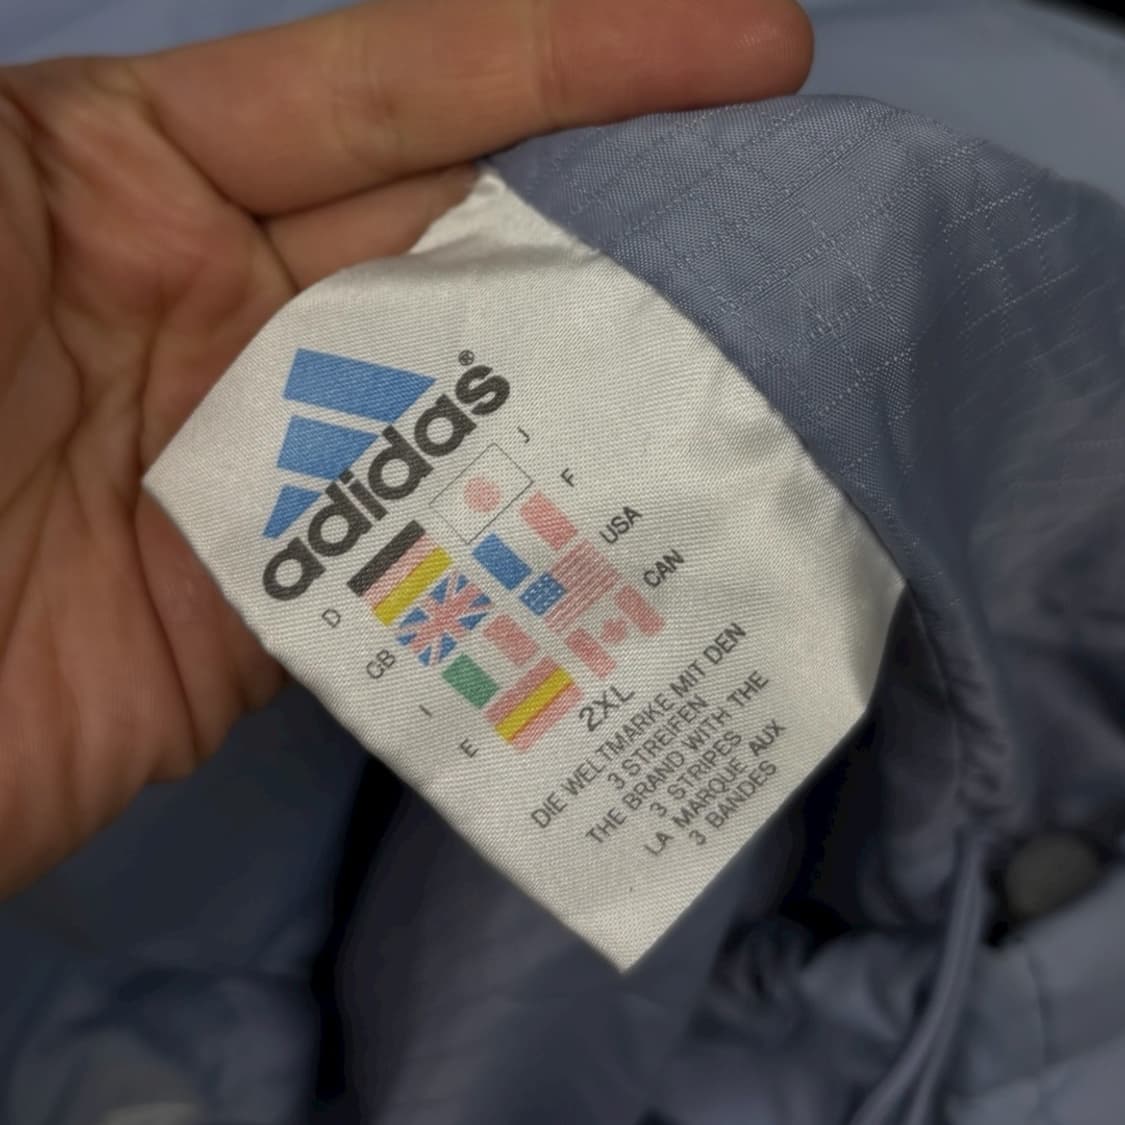 adidas®
D
J
GB
F
I
USA
E
CAN
2XL
DIE WELTMARKE MIT DEN
3 STREIFEN
THE BRAND WITH THE
3 STRIPES
LA MARQUE AUX
3 BANDES